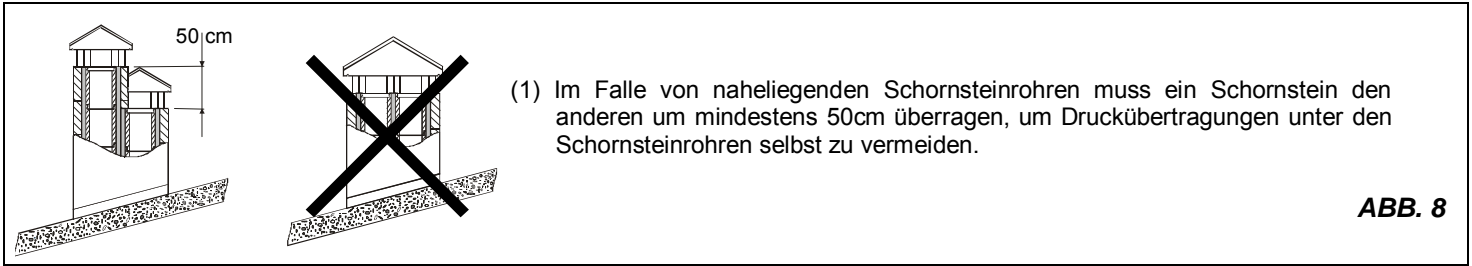 50 cm
(1) Im Falle von naheliegenden Schornsteinrohren muss ein Schornstein den
anderen um mindestens 50cm überragen, um Druckübertragungen unter den
Schornsteinrohren selbst zu vermeiden.
ABB. 8